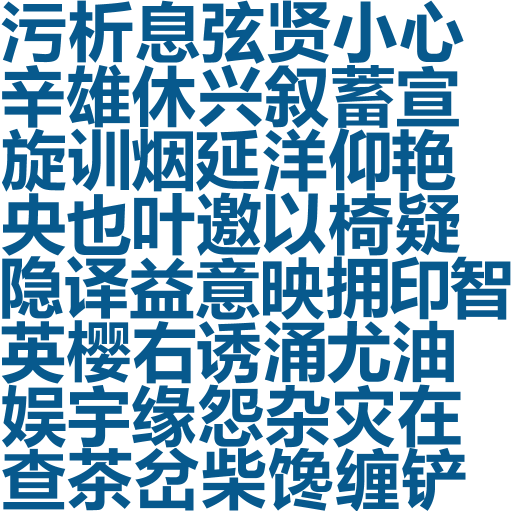 污析息弦贤小心
辛雄休兴叙蓄宣
旋训烟延洋仰艳
央也叶邀以椅疑
隐译益意映拥印智
英樱右诱涌尤油
娱宇缘怨杂灾在
查茶岔柴馋缠铲